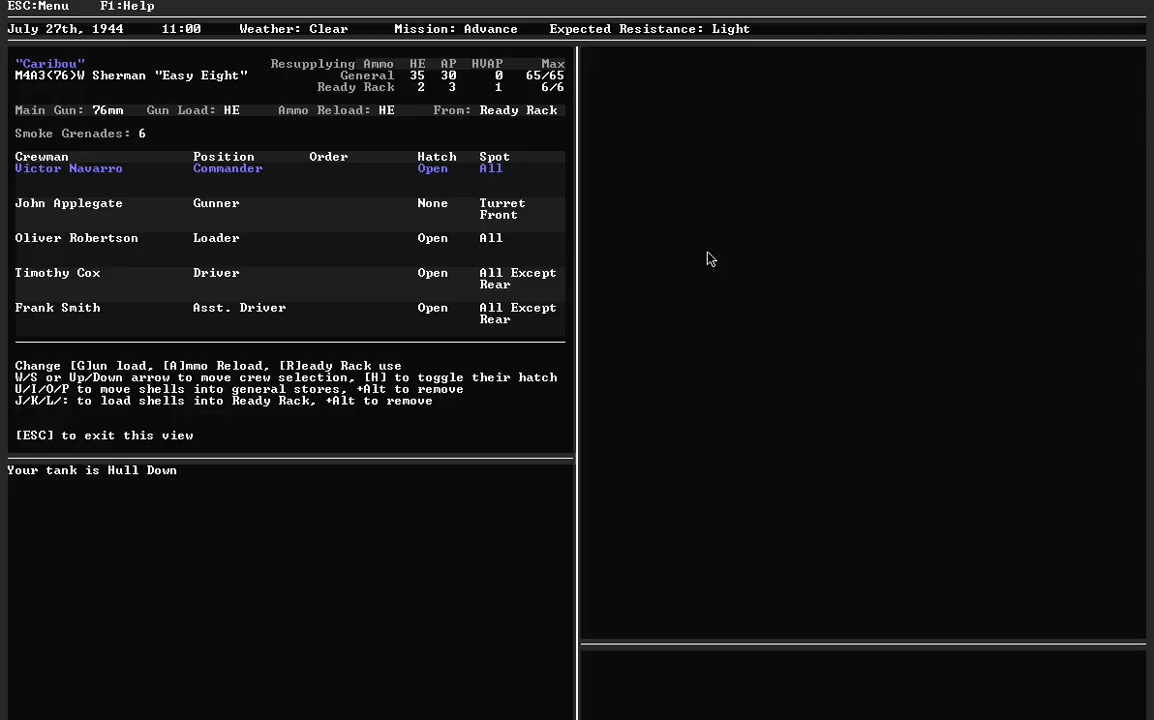 ESC:Menu F1:Help
July 27th, 1944 11:00 Weather: Clear Mission: Advance Expected Resistance: Light
"Caribou" Resupplying Ammo HE AP HVAP Max
M4A3(76)W Sherman "Easy Eight" General 35 30 0 65/65
Ready Rack 2 3 1 6/6
Main Gun: 76mm Gun Load: HE Ammo Reload: HE From: Ready Rack
Smoke Grenades: 6
Crewman Position Order Hatch Spot
Victor Navarro Commander Open All
John Applegate Gunner None Turret
Front
Oliver Robertson Loader Open All
Timothy Cox Driver Open All Except
Rear
Frank Smith Asst. Driver Open All Except
Rear
Change [G]un load, [A]mmo Reload, [R]eady Rack use
W/S or Up/Down arrow to move crew selection, [H] to toggle their hatch
U/I/O/P to move shells into general stores, +Alt to remove
J/K/L/: to load shells into Ready Rack, +Alt to remove
[ESC] to exit this view
Your tank is Hull Down